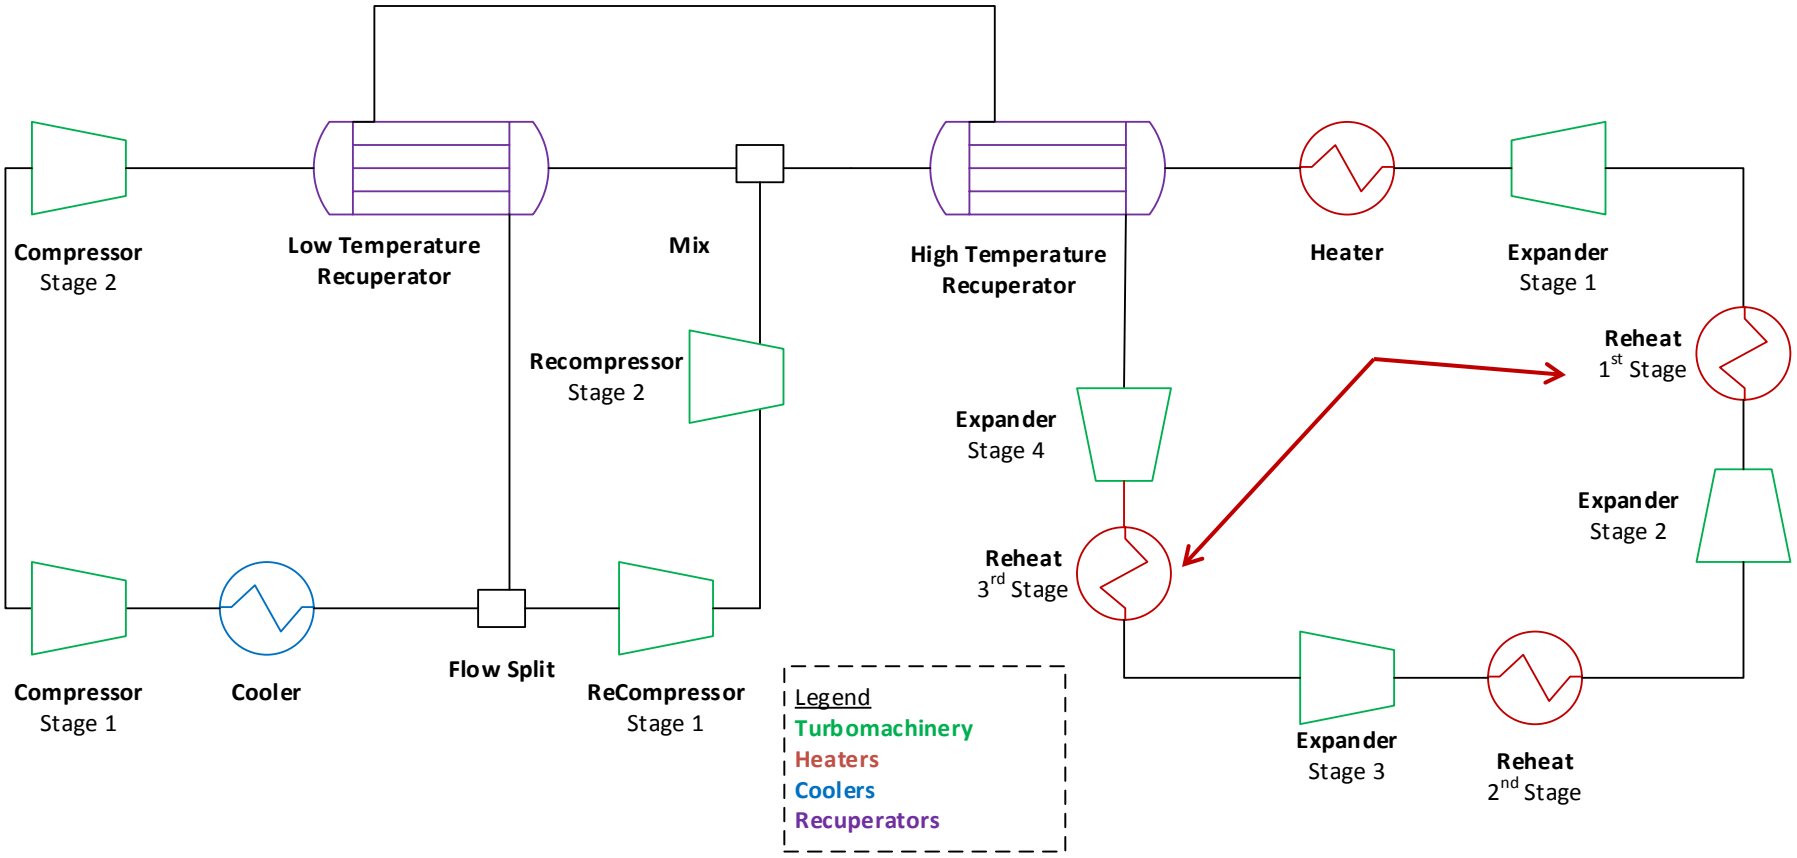 Compressor
Stage 2
Low Temperature
Recuperator
Mix
High Temperature
Recuperator
Heater
Expander
Stage 1
Recompressor
Stage 2
Reheat
1st Stage
Expander
Stage 4
Expander
Stage 2
Reheat
3rd Stage
Compressor
Stage 1
Cooler
Flow Split
ReCompressor
Stage 1
Expander
Stage 3
Reheat
2nd Stage
Legend
Turbomachinery
Heaters
Coolers
Recuperators